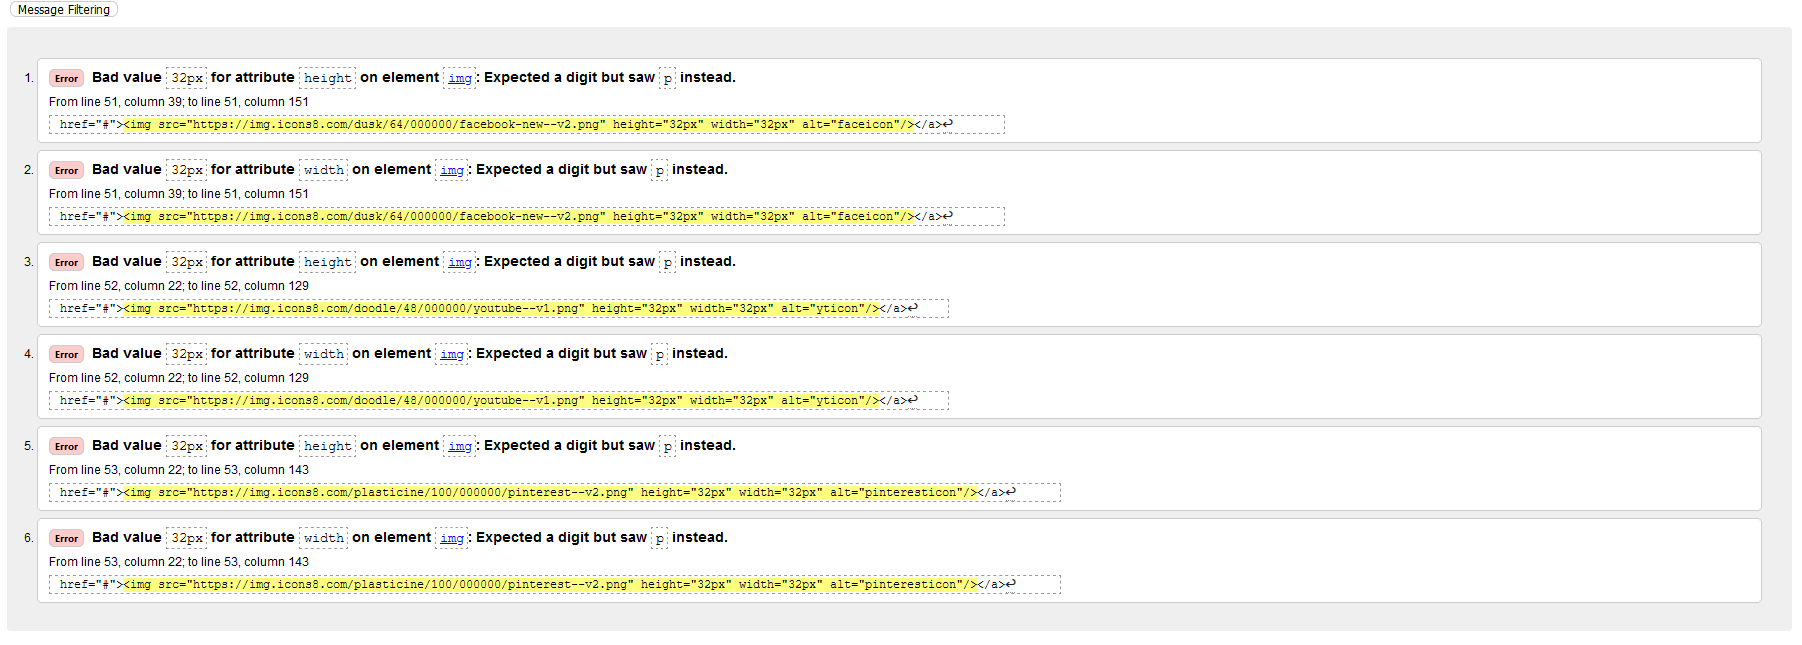 Message Filtering
1. Error Bad value 32px for attribute height on element img: Expected a digit but saw p instead.
From line 51, column 39; to line 51, column 151
href="#"><img src="https://img.icons8.com/dusk/64/000000/facebook-new--v2.png" height="32px" width="32px" alt="faceicon"/></a>↩
2. Error Bad value 32px for attribute width on element img: Expected a digit but saw p instead.
From line 51, column 39; to line 51, column 151
href="#"><img src="https://img.icons8.com/dusk/64/000000/facebook-new--v2.png" height="32px" width="32px" alt="faceicon"/></a>↩
3. Error Bad value 32px for attribute height on element img: Expected a digit but saw p instead.
From line 52, column 22; to line 52, column 129
href="#"><img src="https://img.icons8.com/doodle/48/000000/youtube--v1.png" height="32px" width="32px" alt="yticon"/></a>↩
4. Error Bad value 32px for attribute width on element img: Expected a digit but saw p instead.
From line 52, column 22; to line 52, column 129
href="#"><img src="https://img.icons8.com/doodle/48/000000/youtube--v1.png" height="32px" width="32px" alt="yticon"/></a>↩
5. Error Bad value 32px for attribute height on element img: Expected a digit but saw p instead.
From line 53, column 22; to line 53, column 143
href="#"><img src="https://img.icons8.com/plasticine/100/000000/pinterest--v2.png" height="32px" width="32px" alt="pinteresticon"/></a>↩
6. Error Bad value 32px for attribute width on element img: Expected a digit but saw p instead.
From line 53, column 22; to line 53, column 143
href="#"><img src="https://img.icons8.com/plasticine/100/000000/pinterest--v2.png" height="32px" width="32px" alt="pinteresticon"/></a>↩